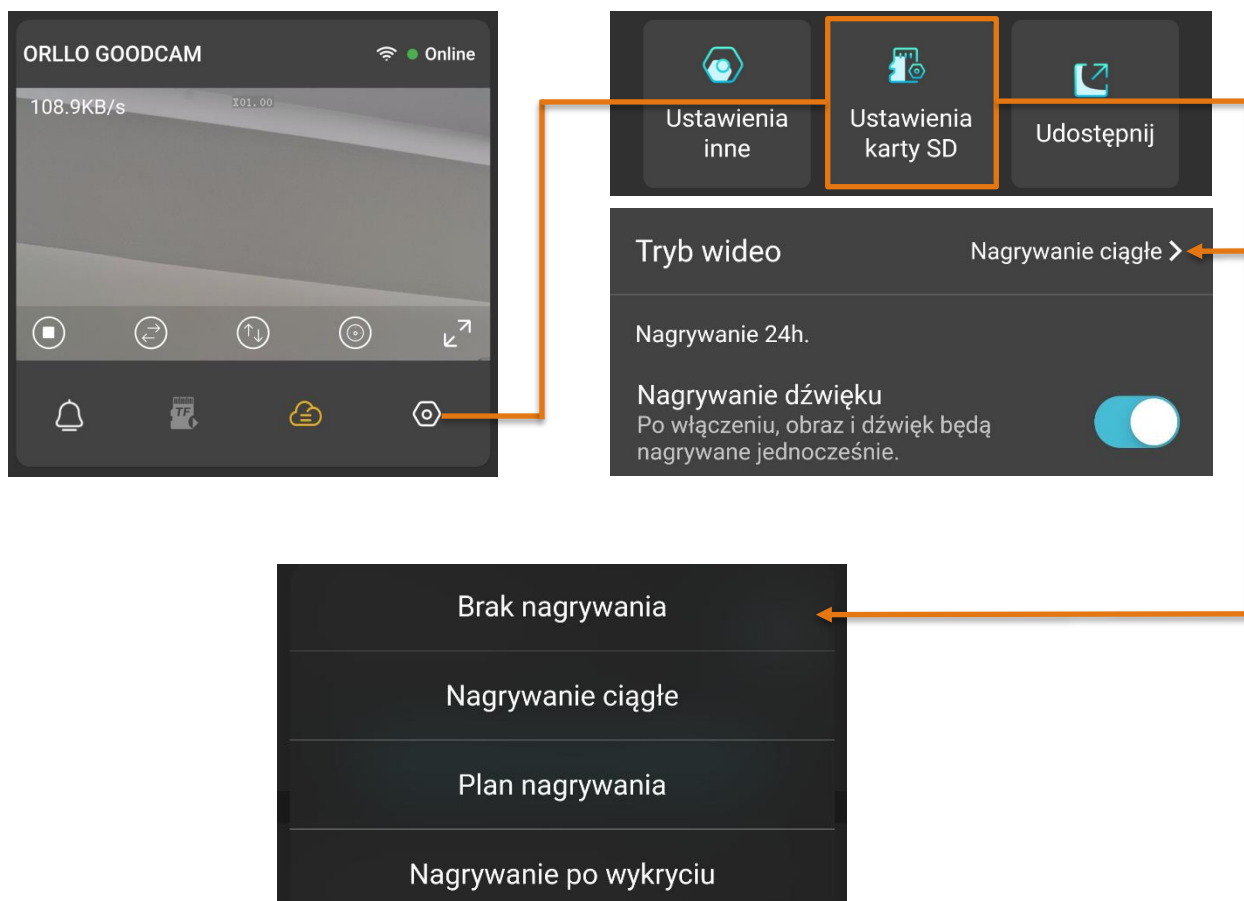 ORLLO GOODCAM
Online
108.9KB/s
X01.00
TF
Ustawienia
inne
Ustawienia
karty SD
Udostępnij
Tryb wideo
Nagrywanie ciągłe
Nagrywanie 24h.
Nagrywanie dźwięku
Po włączeniu, obraz i dźwięk będą
nagrywane jednocześnie.
Brak nagrywania
Nagrywanie ciągłe
Plan nagrywania
Nagrywanie po wykryciu